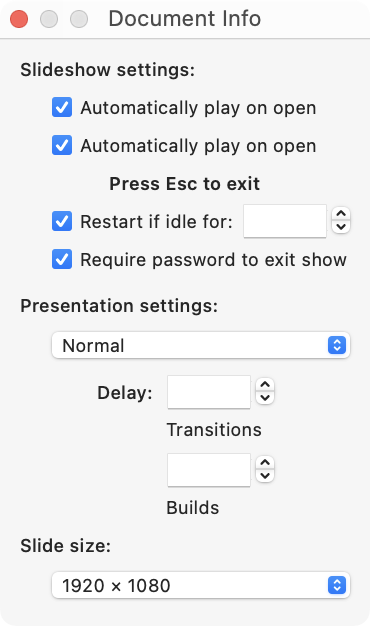 Document Info
Slideshow settings:
Automatically play on open
Automatically play on open
Press Esc to exit
Restart if idle for:
Require password to exit show
Presentation settings:
Normal
Delay:
Transitions
Builds
Slide size:
1920 × 1080